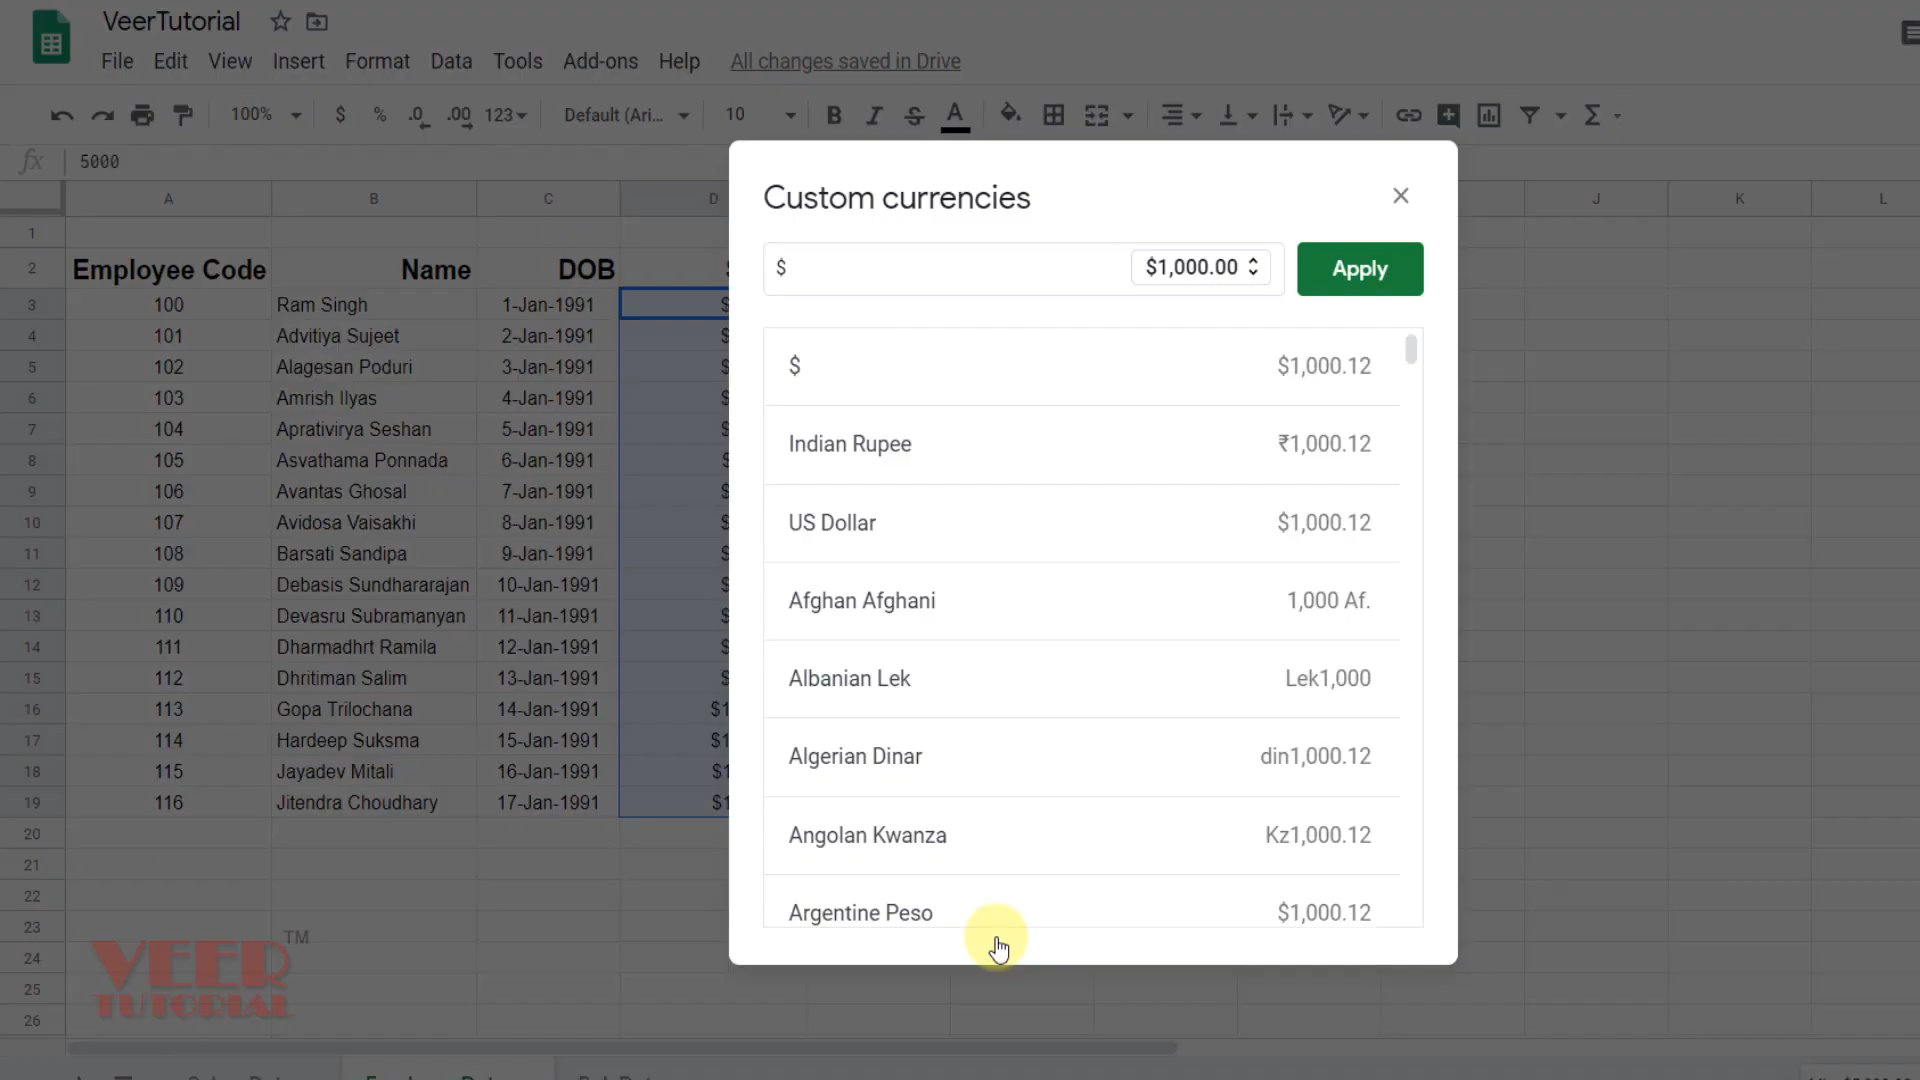 VeerTutorial
File Edit View Insert Format Data Tools Add-ons Help All changes saved in Drive
100% $ % .0 .00 123 Default (Ari... 10 B I S A
fx 5000
A B C D J K L
1
2 Employee Code Name DOB
3 100 Ram Singh 1-Jan-1991 $
4 101 Advitiya Sujeet 2-Jan-1991 $
5 102 Alagesan Poduri 3-Jan-1991 $
6 103 Amrish Ilyas 4-Jan-1991 $
7 104 Aprativirya Seshan 5-Jan-1991 $
8 105 Asvathama Ponnada 6-Jan-1991 $
9 106 Avantas Ghosal 7-Jan-1991 $
10 107 Avidosa Vaisakhi 8-Jan-1991 $
11 108 Barsati Sandipa 9-Jan-1991 $
12 109 Debasis Sundhararajan 10-Jan-1991 $
13 110 Devasru Subramanyan 11-Jan-1991 $
14 111 Dharmadhrt Ramila 12-Jan-1991 $
15 112 Dhritiman Salim 13-Jan-1991 $
16 113 Gopa Trilochana 14-Jan-1991 $1
17 114 Hardeep Suksma 15-Jan-1991 $1
18 115 Jayadev Mitali 16-Jan-1991 $1
19 116 Jitendra Choudhary 17-Jan-1991 $1
20
21
22
23
24
25
26
Custom currencies
$ $1,000.00 Apply
$ $1,000.12
Indian Rupee ₹1,000.12
US Dollar $1,000.12
Afghan Afghani 1,000 Af.
Albanian Lek Lek1,000
Algerian Dinar din1,000.12
Angolan Kwanza Kz1,000.12
Argentine Peso $1,000.12
VEER TM
TUTORIAL